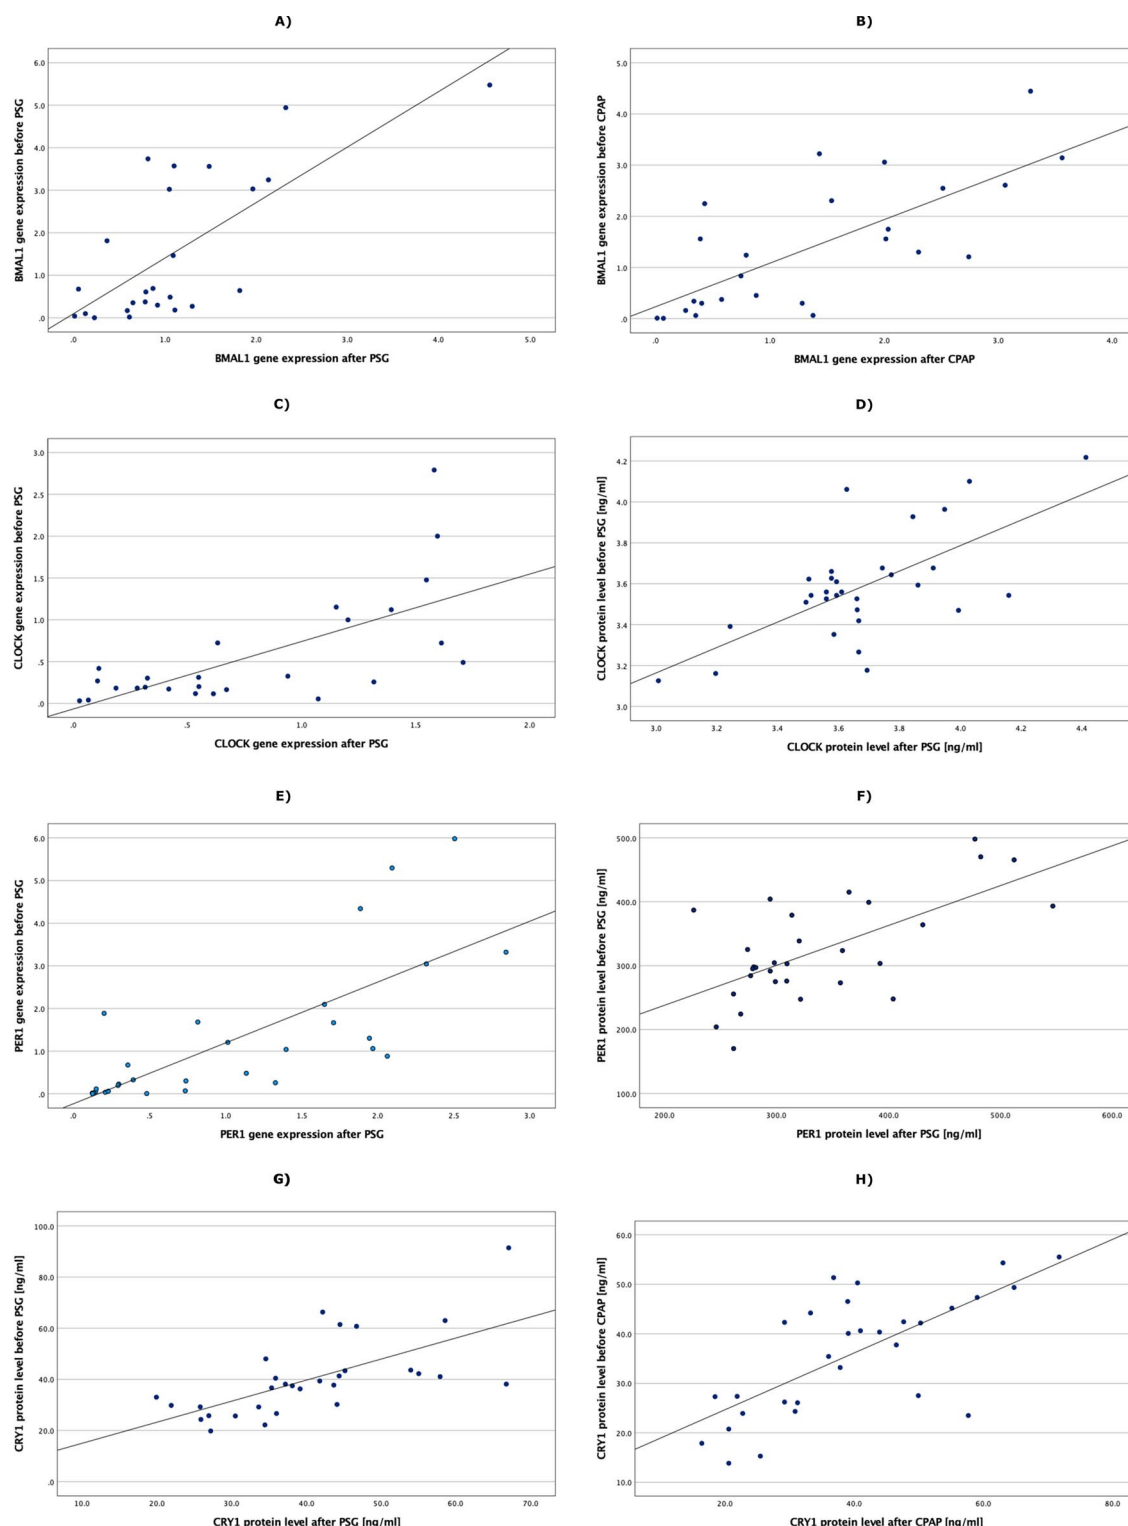 A)
BMAL1 gene expression before PSG
6.0
5.0
4.0
3.0
2.0
1.0
.0
.0 1.0 2.0 3.0 4.0 5.0
BMAL1 gene expression after PSG
B)
BMAL1 gene expression before CPAP
5.0
4.0
3.0
2.0
1.0
.0
.0 1.0 2.0 3.0 4.0
BMAL1 gene expression after CPAP
C)
CLOCK gene expression before PSG
3.0
2.5
2.0
1.5
1.0
.5
.0
.0 .5 1.0 1.5 2.0
CLOCK gene expression after PSG
D)
CLOCK protein level before PSG [ng/ml]
4.2
4.0
3.8
3.6
3.4
3.2
3.0
3.0 3.2 3.4 3.6 3.8 4.0 4.2 4.4
CLOCK protein level after PSG [ng/ml]
E)
PER1 gene expression before PSG
6.0
5.0
4.0
3.0
2.0
1.0
.0
.0 .5 1.0 1.5 2.0 2.5 3.0
PER1 gene expression after PSG
F)
PER1 protein level before PSG [ng/ml]
500.0
400.0
300.0
200.0
100.0
200.0 300.0 400.0 500.0 600.0
PER1 protein level after PSG [ng/ml]
G)
CRY1 protein level before PSG [ng/ml]
100.0
80.0
60.0
40.0
20.0
.0
10.0 20.0 30.0 40.0 50.0 60.0 70.0
CRY1 protein level after PSG [ng/ml]
H)
CRY1 protein level before CPAP [ng/ml]
60.0
50.0
40.0
30.0
20.0
10.0
20.0 40.0 60.0 80.0
CRY1 protein level after CPAP [ng/ml]